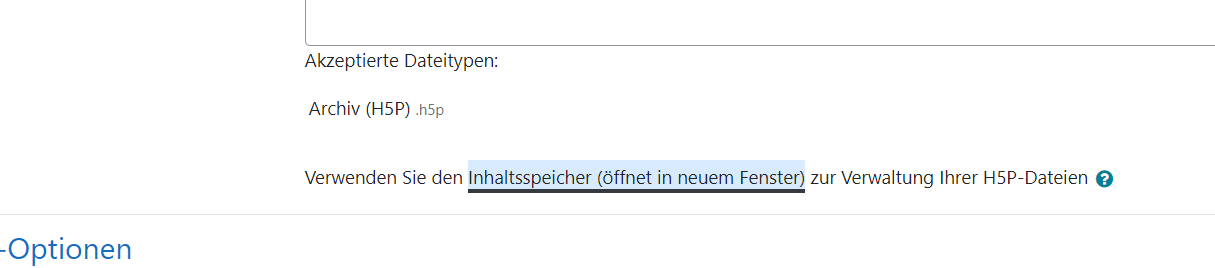 Akzeptierte Dateitypen:
Archiv (H5P) .h5p
Verwenden Sie den Inhaltsspeicher (öffnet in neuem Fenster) zur Verwaltung Ihrer H5P-Dateien ?
-Optionen